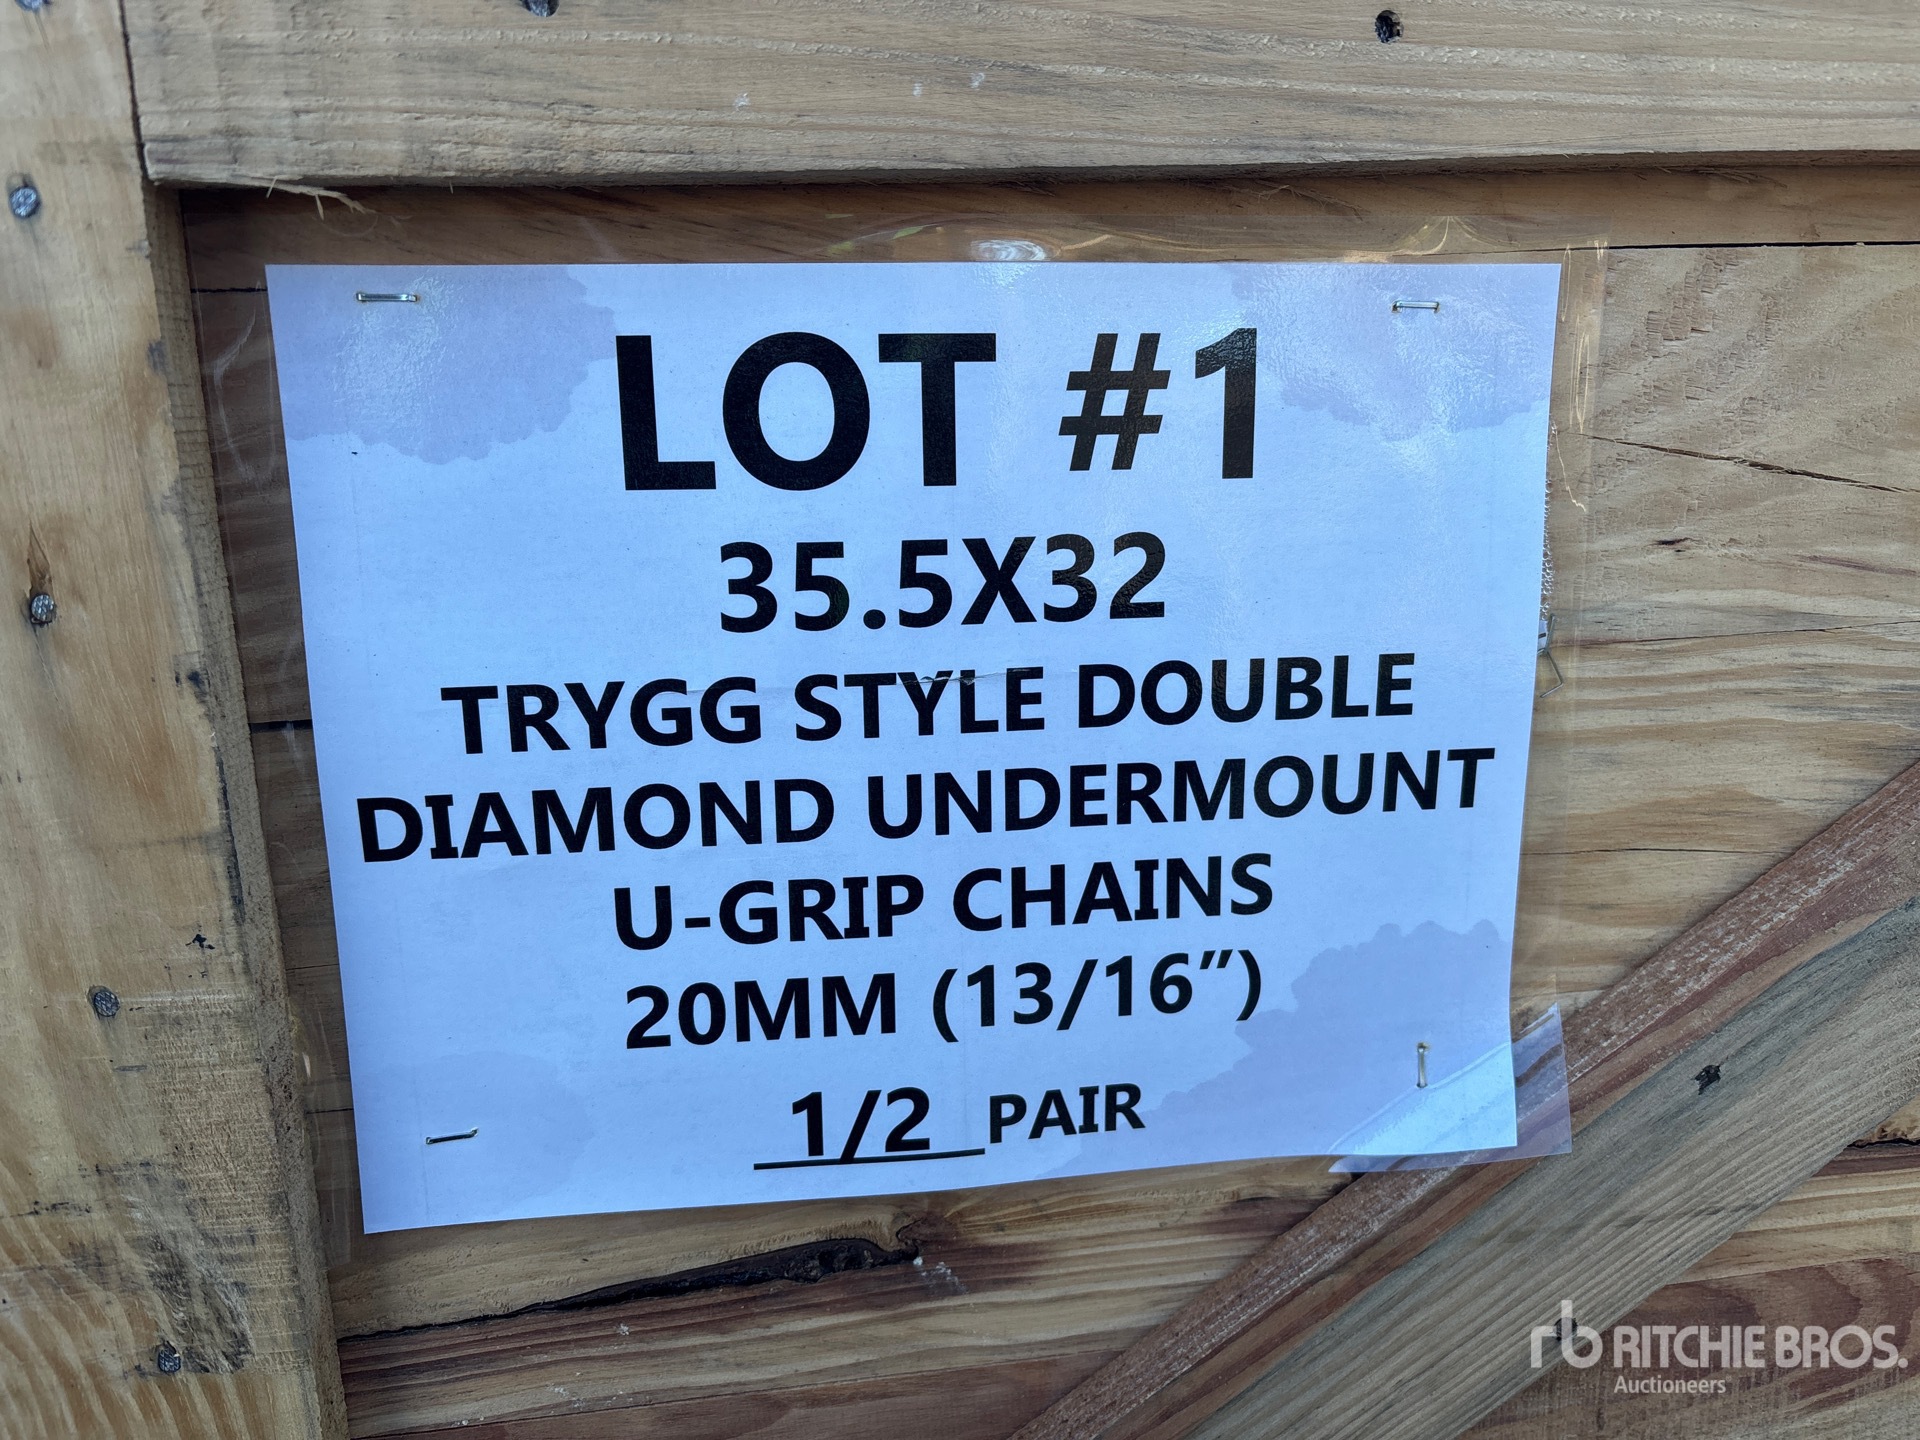 LOT #1
35.5X32
TRYGG STYLE DOUBLE
DIAMOND UNDERMOUNT
U-GRIP CHAINS
20MM (13/16”)
1/2 PAIR
rb RITCHIE BROS.
Auctioneers